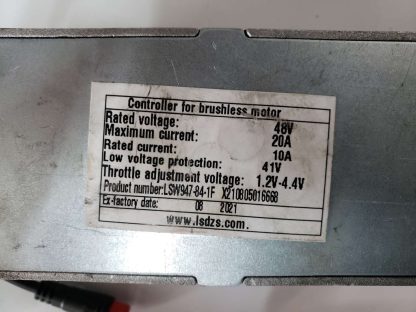 Controller for brushless motor
Rated voltage: 48V
Maximum current: 20A
Rated current: 10A
Low voltage protection: 41V
Throttle adjustment voltage: 1.2V-4.4V
Product number:LSW947-84-1F X210805016668
Ex-factory date: 08 2021
www.lsdzs.com.